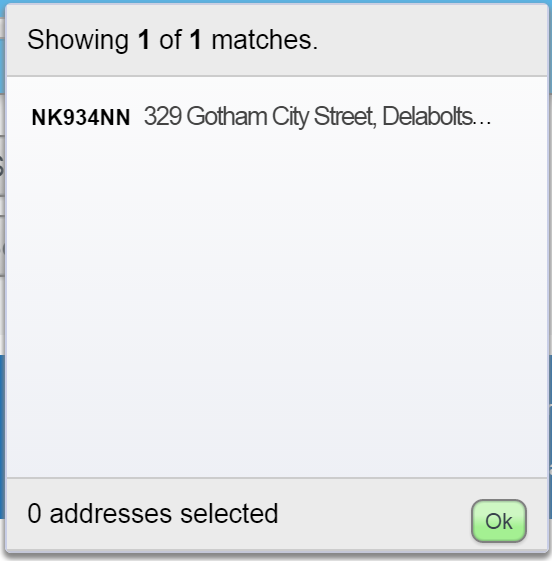 Showing 1 of 1 matches.
NK934NN 329 Gotham City Street, Delabolts...
0 addresses selected
Ok